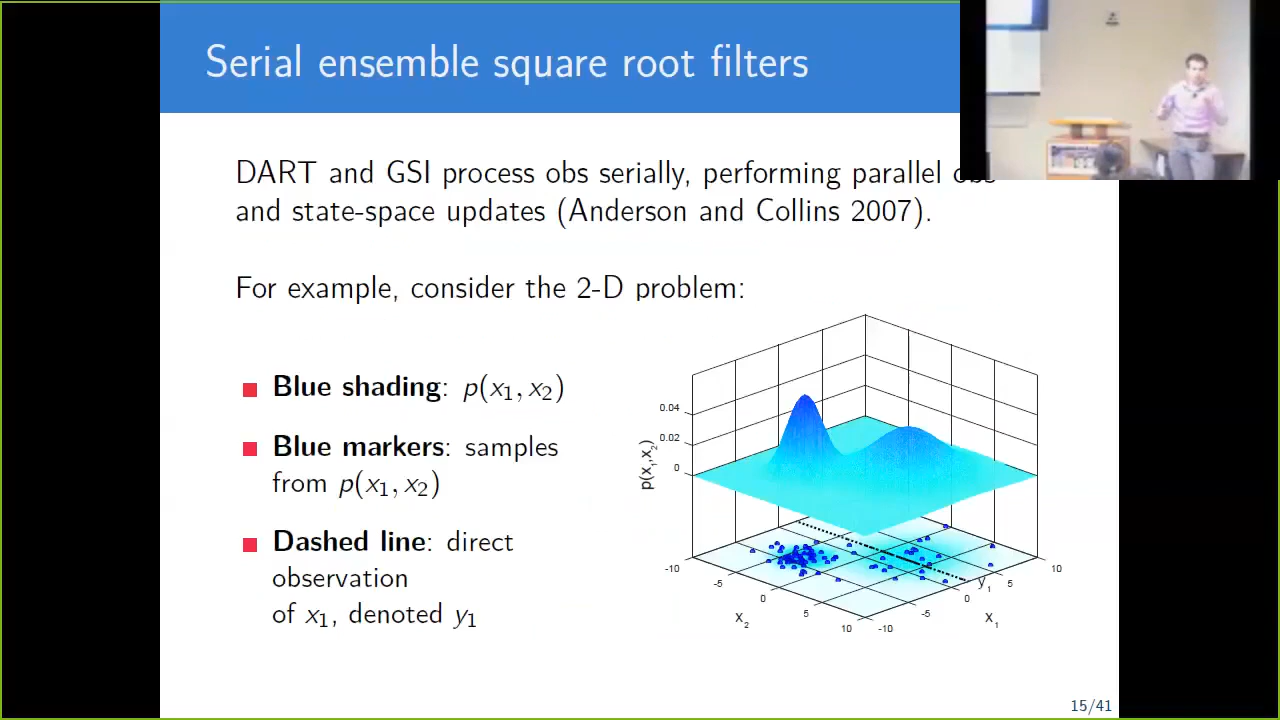 Serial ensemble square root filters
DART and GSI process obs serially, performing parallel obs
and state-space updates (Anderson and Collins 2007).
For example, consider the 2-D problem:
Blue shading: p(x₁, x₂)
Blue markers: samples
from p(x₁, x₂)
Dashed line: direct
observation
of x₁, denoted y₁
0.04
0.02
0
p(x₁,x₂)
-10
-5
0
5
10
x₂
-10
-5
0
5
10
x₁
y₁
15/41